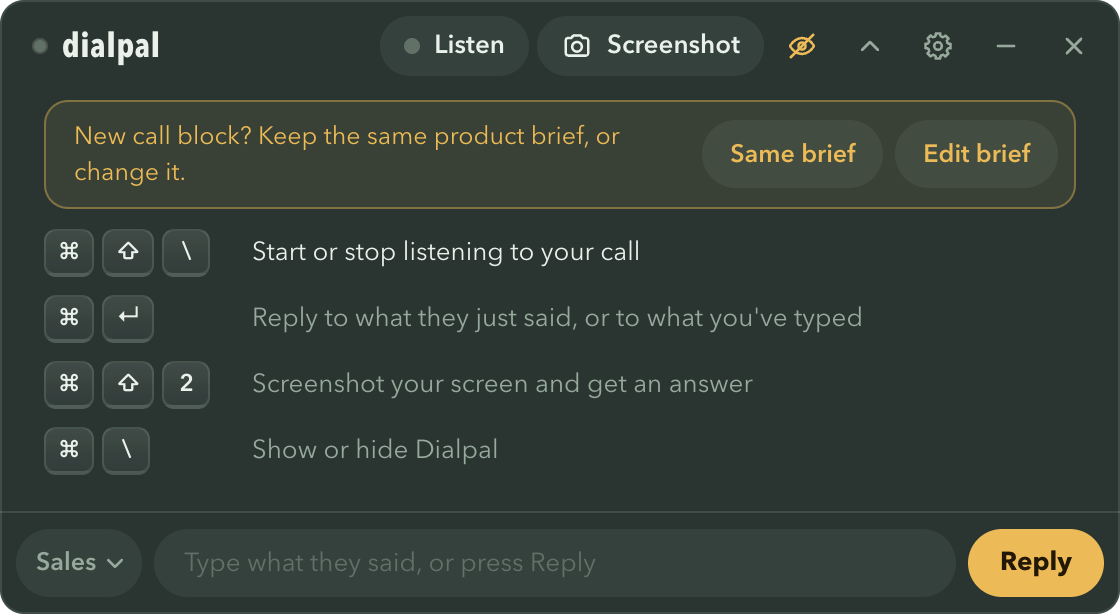 dialpal
Listen
Screenshot
New call block? Keep the same product brief, or
change it.
Same brief
Edit brief
⌘ ⇧ \ Start or stop listening to your call
⌘ ↵ Reply to what they just said, or to what you've typed
⌘ ⇧ 2 Screenshot your screen and get an answer
⌘ \ Show or hide Dialpal
Sales
Type what they said, or press Reply
Reply